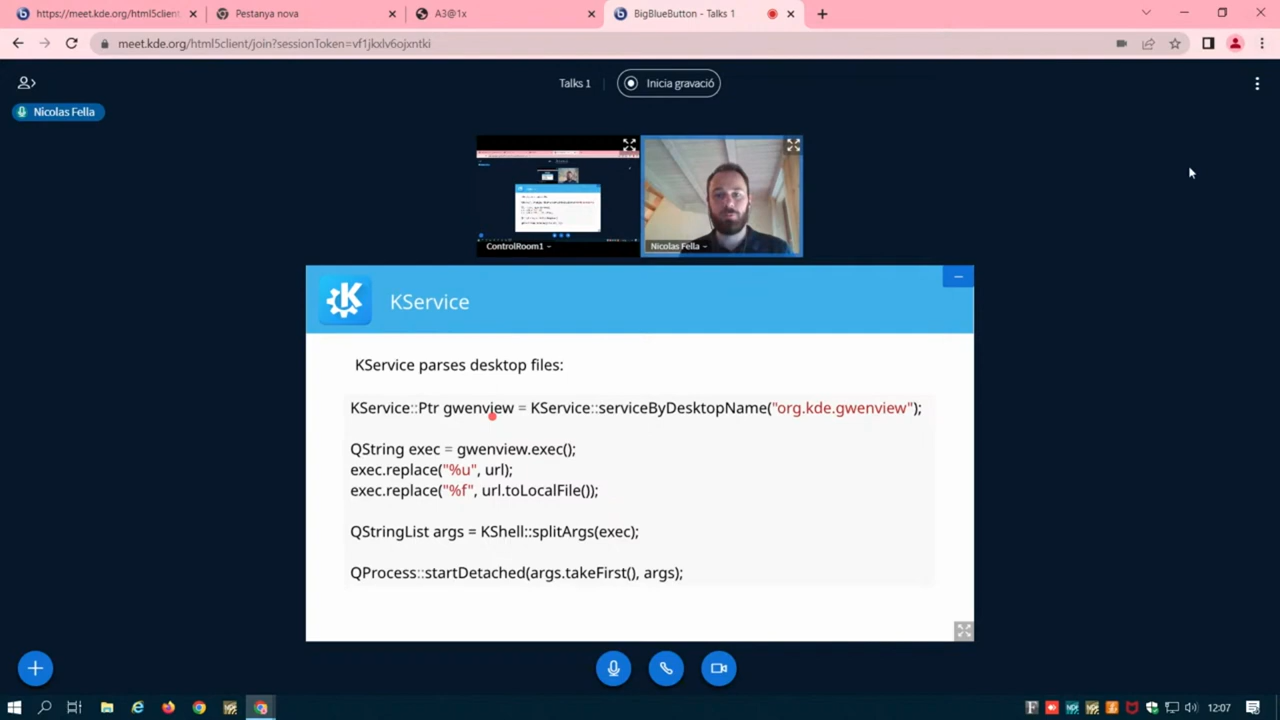 https://meet.kde.org/html5client
Pestanya nova
A3@1x
BigBlueButton - Talks 1
meet.kde.org/html5client/join?sessionToken=vf1jkxlv6ojxntki
Talks 1
Inicia gravació
Nicolas Fella
ControlRoom1
Nicolas Fella
KService
KService parses desktop files:
KService::Ptr gwenview = KService::serviceByDesktopName("org.kde.gwenview");
QString exec = gwenview.exec();
exec.replace("%u", url);
exec.replace("%f", url.toLocalFile());
QStringList args = KShell::splitArgs(exec);
QProcess::startDetached(args.takeFirst(), args);
12:07